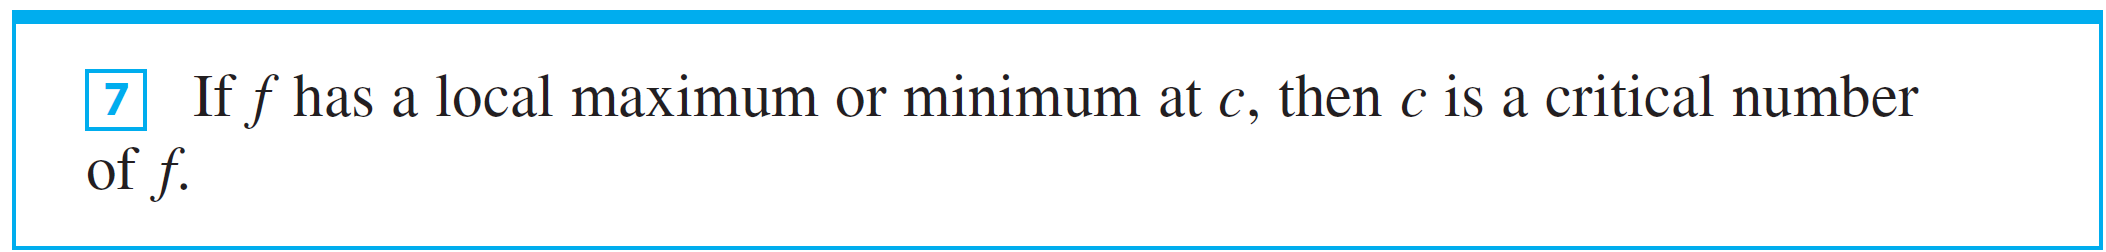 7 If f has a local maximum or minimum at c, then c is a critical number
of f.